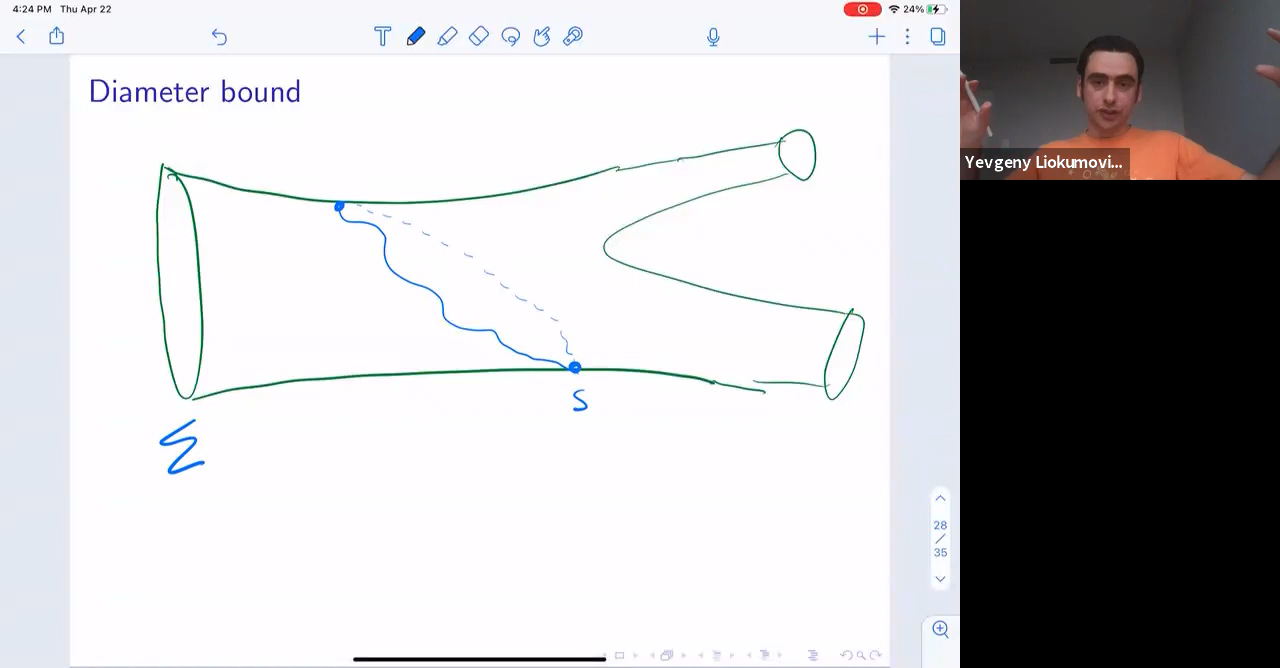 4:24 PM Thu Apr 22
24%
T
Diameter bound
Yevgeny Liokumovi...
S
Σ
28
/
35